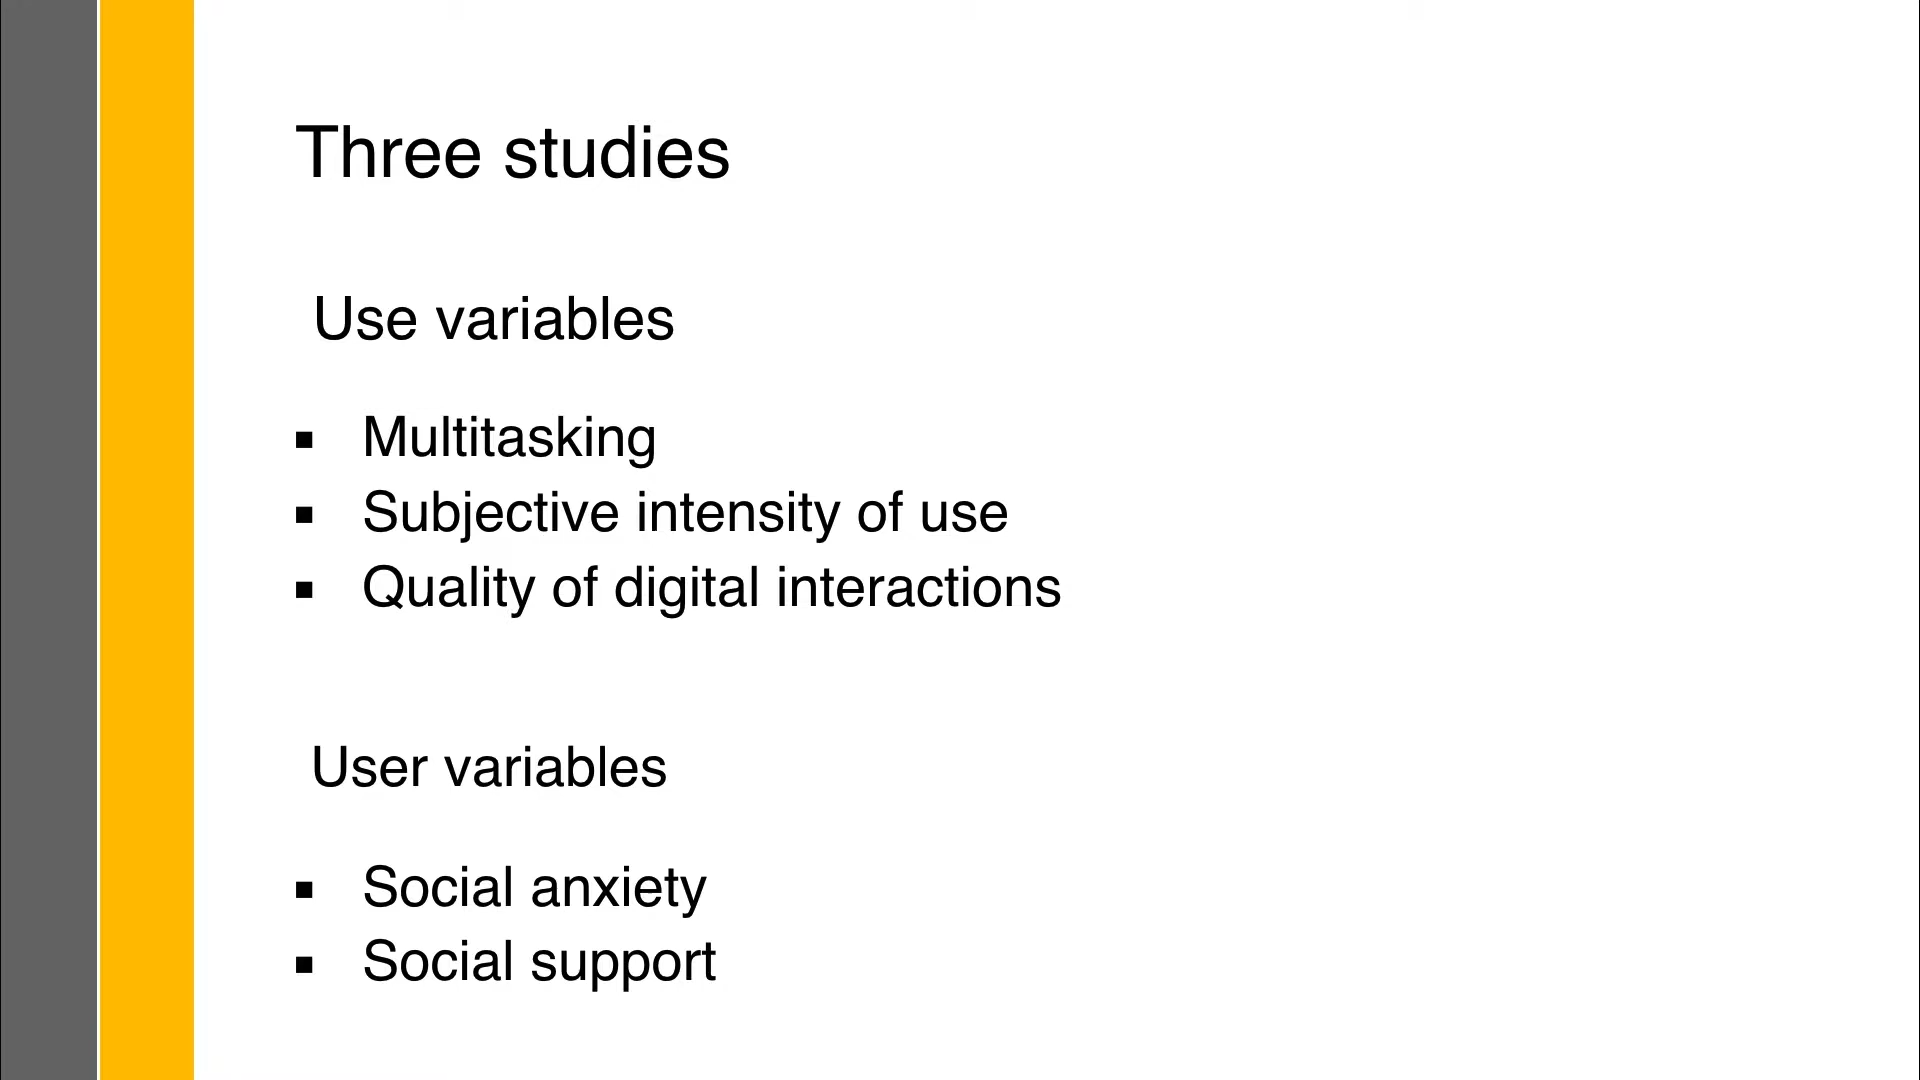 Three studies
Use variables
▪ Multitasking
▪ Subjective intensity of use
▪ Quality of digital interactions
User variables
▪ Social anxiety
▪ Social support